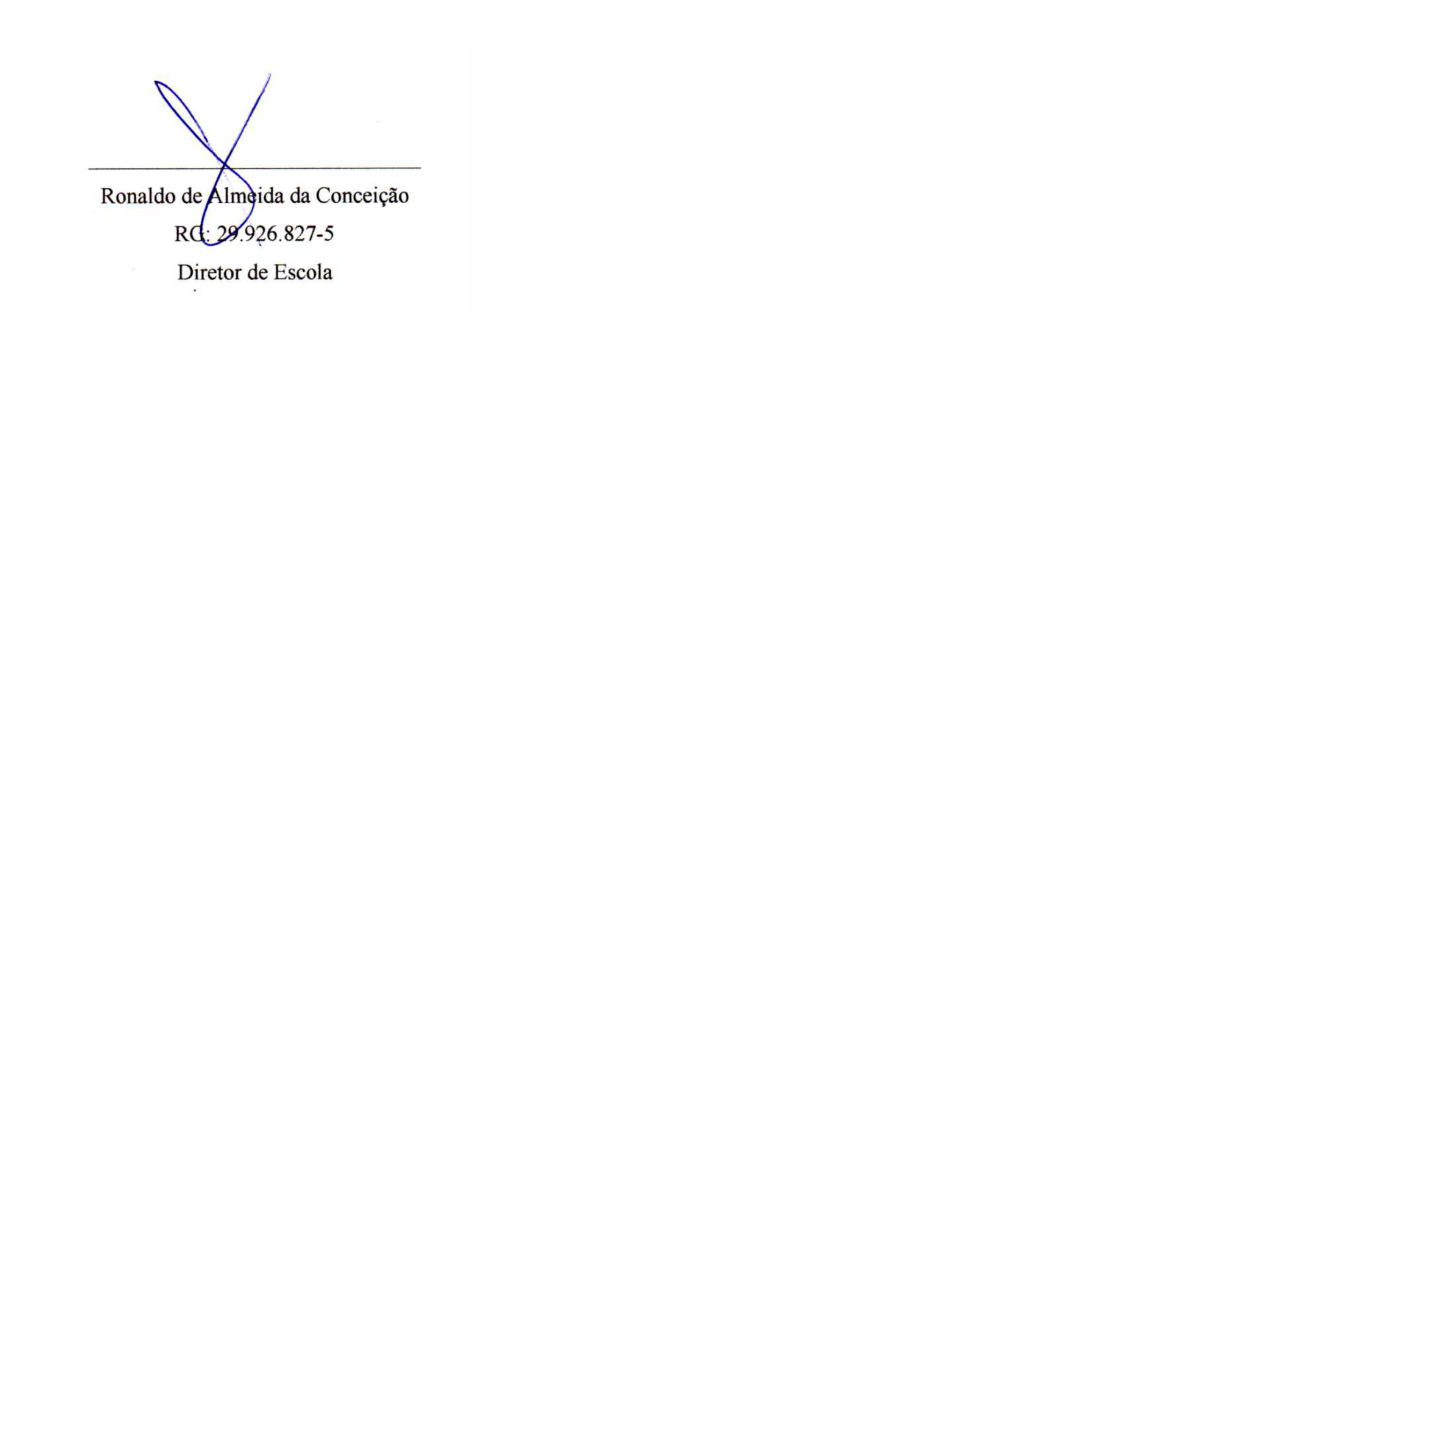 Ronaldo de Almeida da Conceição
RG: 29.926.827-5
Diretor de Escola